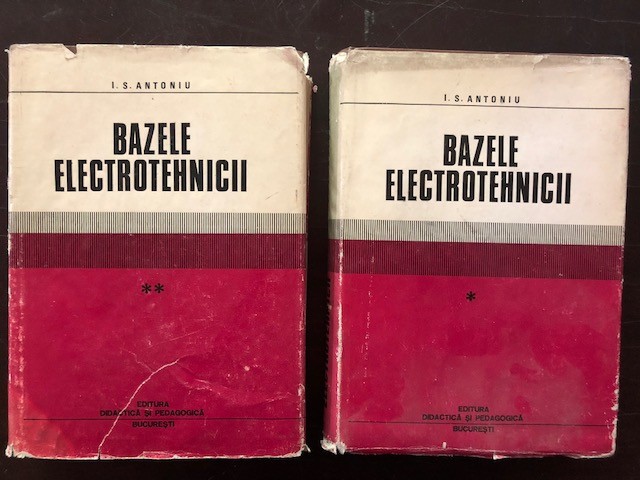 I. S. ANTONIU
BAZELE
ELECTROTEHNICII
**
EDITURA
DIDACTICĂ ȘI PEDAGOGICĂ
BUCUREȘTI
I. S. ANTONIU
BAZELE
ELECTROTEHNICII
*
EDITURA
DIDACTICĂ ȘI PEDAGOGICĂ
BUCUREȘTI